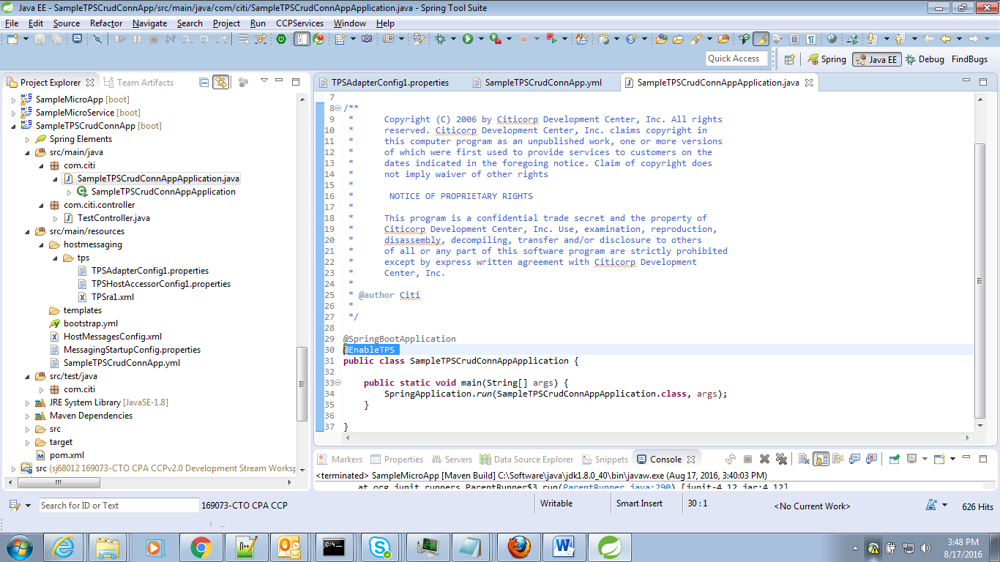 Java EE - SampleTPSCrudConnApp/src/main/java/com/citi/SampleTPSCrudConnAppApplication.java - Spring Tool Suite
File Edit Source Refactor Navigate Search Project Run CCPServices Window Help
Quick Access Spring Java EE Debug FindBugs
Project Explorer Team Artifacts
SampleMicroApp [boot]
SampleMicroService [boot]
SampleTPSCrudConnApp [boot]
Spring Elements
src/main/java
com.citi
SampleTPSCrudConnAppApplication.java
SampleTPSCrudConnAppApplication
com.citi.controller
TestController.java
src/main/resources
hostmessaging
tps
TPSAdapterConfig1.properties
TPSHostAccessorConfig1.properties
TPSra1.xml
templates
bootstrap.yml
HostMessagesConfig.xml
MessagingStartupConfig.properties
SampleTPSCrudConnApp.yml
src/test/java
com.citi
JRE System Library [JavaSE-1.8]
Maven Dependencies
src
target
pom.xml
src (sj68012 169073-CTO CPA CCPv2.0 Development Stream Worksp
TPSAdapterConfig1.properties SampleTPSCrudConnApp.yml SampleTPSCrudConnAppApplication.java
7
8 /**
9 * Copyright (C) 2006 by Citicorp Development Center, Inc. All rights
10 * reserved. Citicorp Development Center, Inc. claims copyright in
11 * this computer program as an unpublished work, one or more versions
12 * of which were first used to provide services to customers on the
13 * dates indicated in the foregoing notice. Claim of copyright does
14 * not imply waiver of other rights
15 *
16 * NOTICE OF PROPRIETARY RIGHTS
17 *
18 * This program is a confidential trade secret and the property of
19 * Citicorp Development Center, Inc. Use, examination, reproduction,
20 * disassembly, decompiling, transfer and/or disclosure to others
21 * of all or any part of this software program are strictly prohibited
22 * except by express written agreement with Citicorp Development
23 * Center, Inc.
24 *
25 * @author Citi
26 *
27 */
28
29 @SpringBootApplication
30 @EnableTPS
31 public class SampleTPSCrudConnAppApplication {
32
33 public static void main(String[] args) {
34 SpringApplication.run(SampleTPSCrudConnAppApplication.class, args);
35 }
36
37 }
Markers Properties Servers Data Source Explorer Snippets Console
<terminated> SampleMicroApp [Maven Build] C:\Software\java\jdk1.8.0_40\bin\javaw.exe (Aug 17, 2016, 3:40:03 PM)
at org.junit.runners.ParentRunner$3.run(ParentRunner.java:290) [junit-4.12.jar:4.12]
Search for ID or Text 169073-CTO CPA CCP Writable Smart Insert 30 : 1 <No Current Work> 626 Hits
3:48 PM
8/17/2016